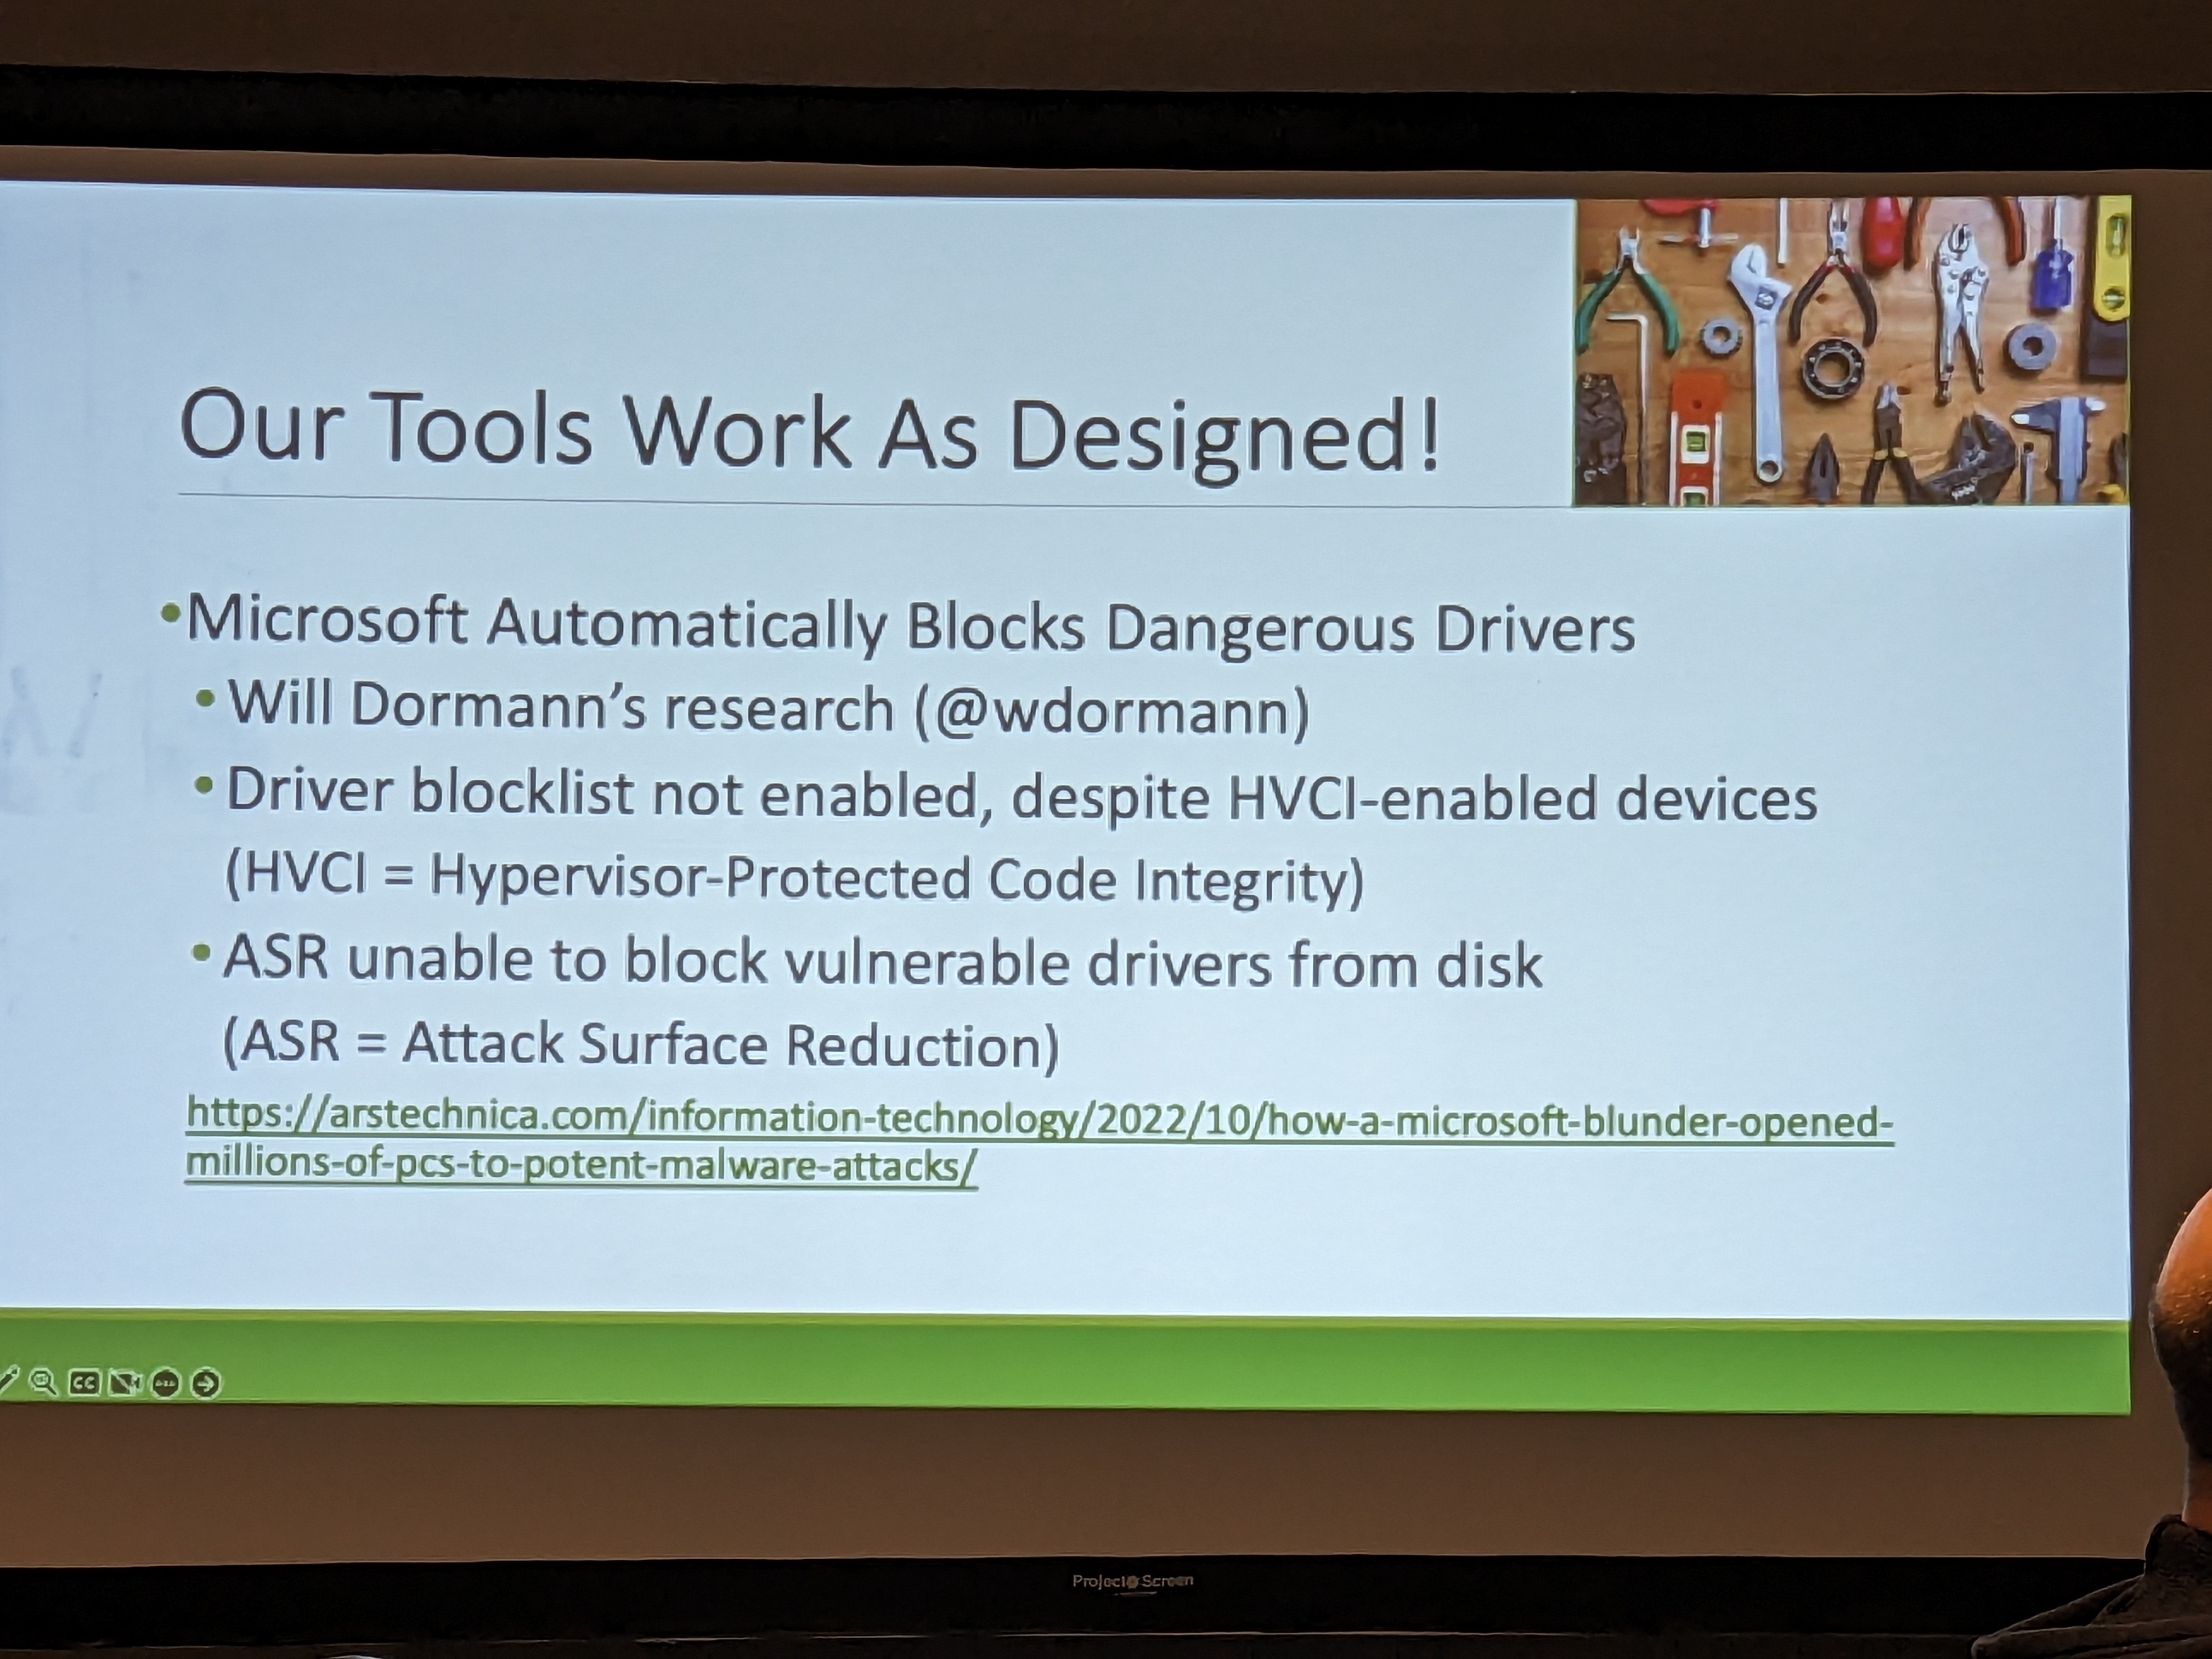 Our Tools Work As Designed!
•Microsoft Automatically Blocks Dangerous Drivers
•Will Dormann’s research (@wdormann)
•Driver blocklist not enabled, despite HVCI-enabled devices
(HVCI = Hypervisor-Protected Code Integrity)
•ASR unable to block vulnerable drivers from disk
(ASR = Attack Surface Reduction)
https://arstechnica.com/information-technology/2022/10/how-a-microsoft-blunder-opened-
millions-of-pcs-to-potent-malware-attacks/
CC
Project Screen